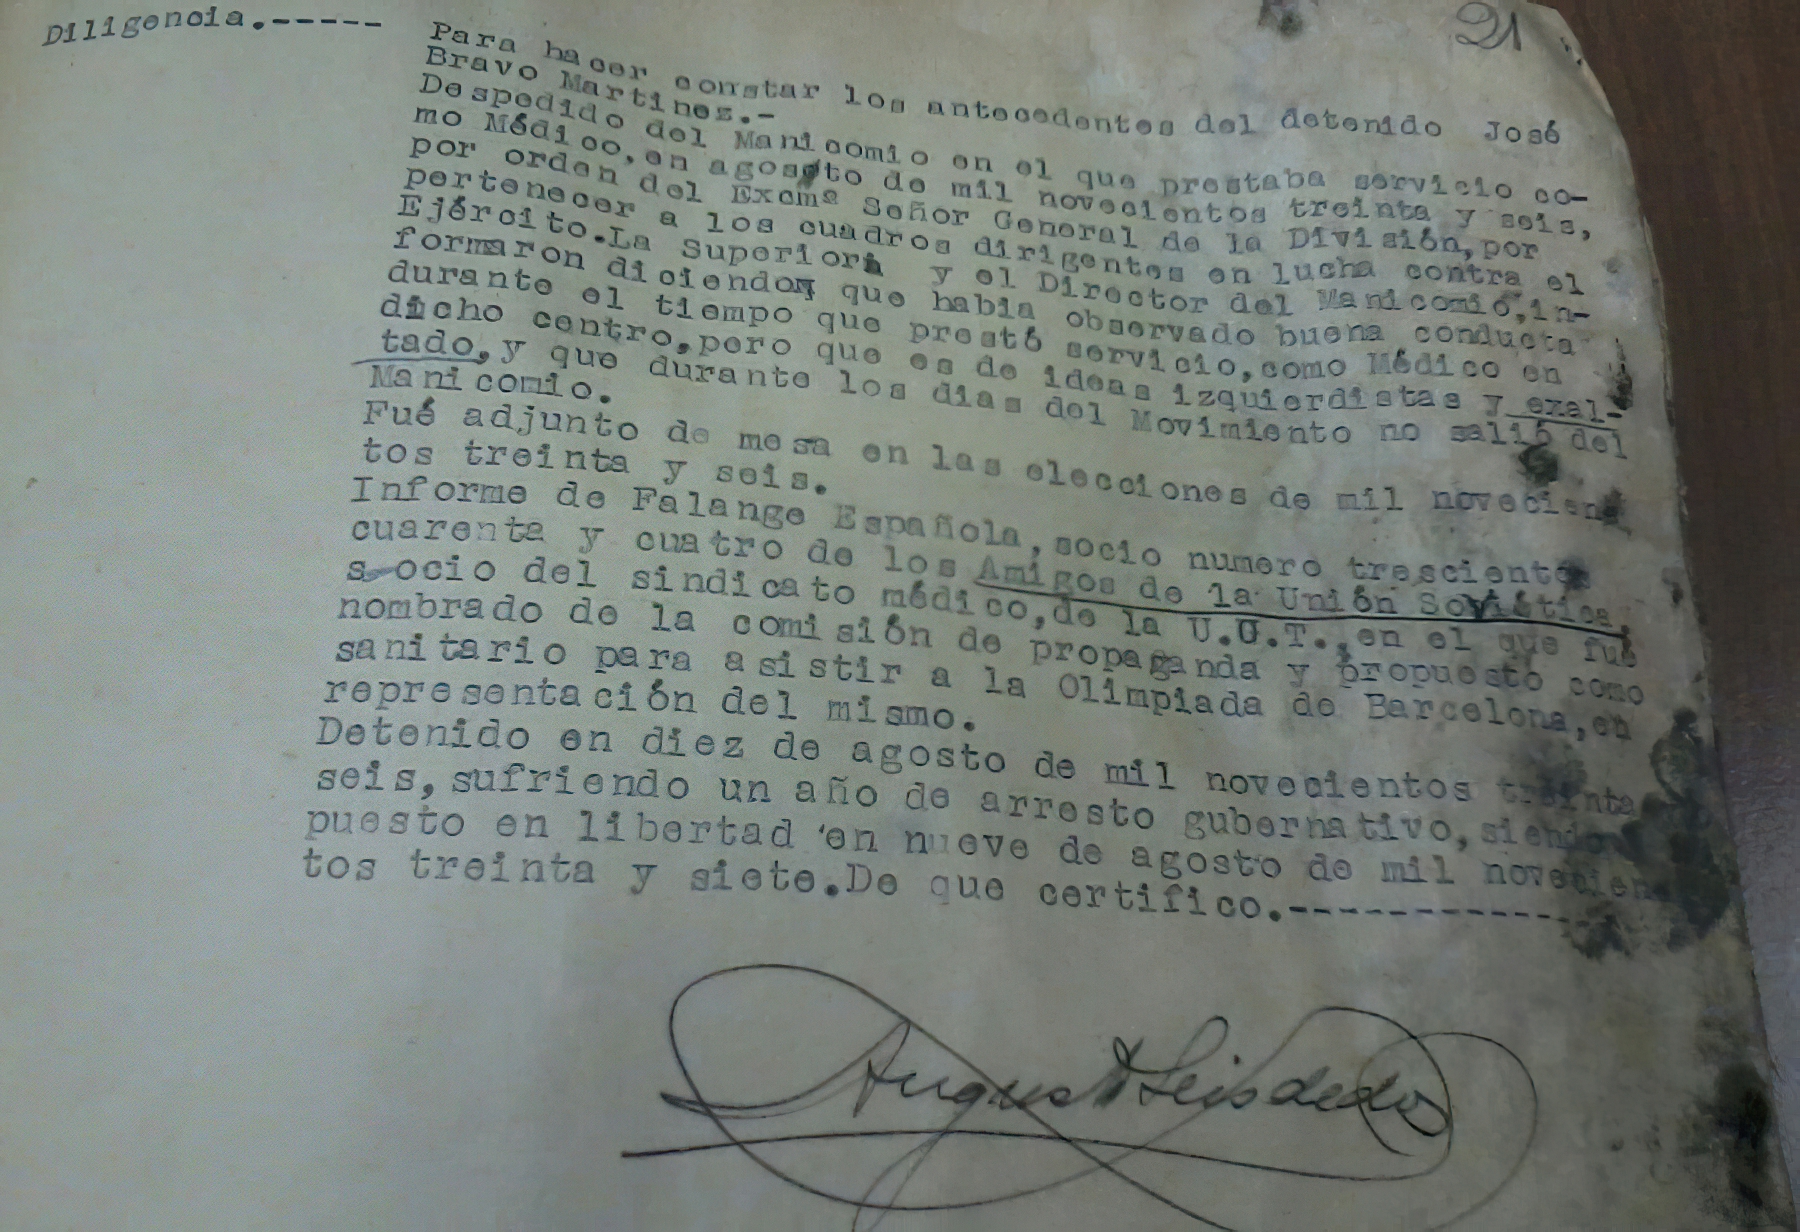 21
Diligencia.-----
Para hacer constar los antecedentes del detenido José
Bravo Martinez.-
Despedido del Manicomio en el que prestaba servicio co-
mo Médico,en agosto de mil novecientos treinta y seis,
por orden del Excmº Señor General de la División,por
pertenecer a los cuadros dirigentes en lucha contra el
Ejército.La Superiora y el Director del Manicomio,in-
formaron diciendo, que habia observado buena conducta
durante el tiempo que prestó servicio,como Médico en
dicho centro,pero que es de ideas izquierdistas y exal-
tado,y que durante los dias del Movimiento no salió del
Manicomio.
Fué adjunto de mesa en las elecciones de mil novecien-
tos treinta y seis.
Informe de Falange Española,socio numero trescientos
cuarenta y cuatro de los Amigos de la Unión Soviética,
s ocio del sindicato médico,de la U.G.T.,en el que fué
nombrado de la comisión de propaganda y propuesto como
sanitario para asistir a la Olimpiada de Barcelona,en
representación del mismo.
Detenido en diez de agosto de mil novecientos treinta
seis,sufriendo un año de arresto gubernativo,siendo
puesto en libertad en nueve de agosto de mil novecien
tos treinta y siete.De que certifico.--------------
August Leisdedos